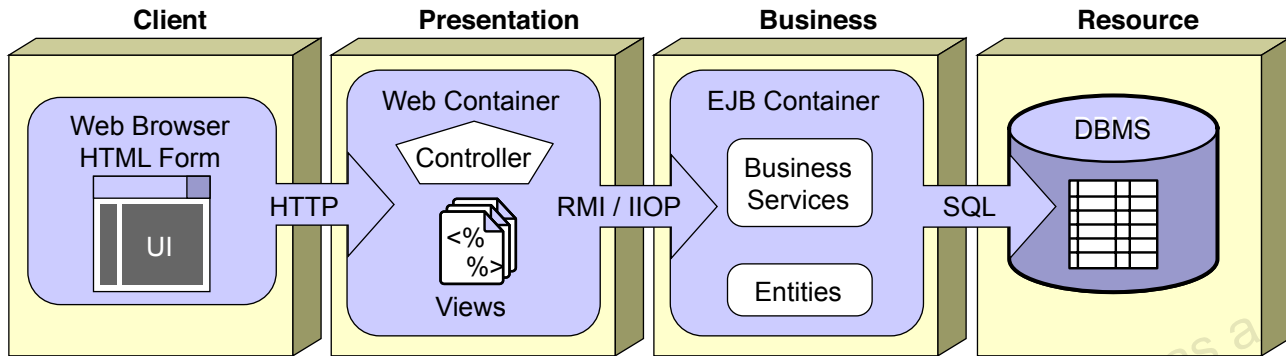 Client
Presentation
Business
Resource
Web Browser
HTML Form
UI
HTTP
Web Container
Controller
<%
%>
Views
RMI / IIOP
EJB Container
Business
Services
Entities
SQL
DBMS
es a